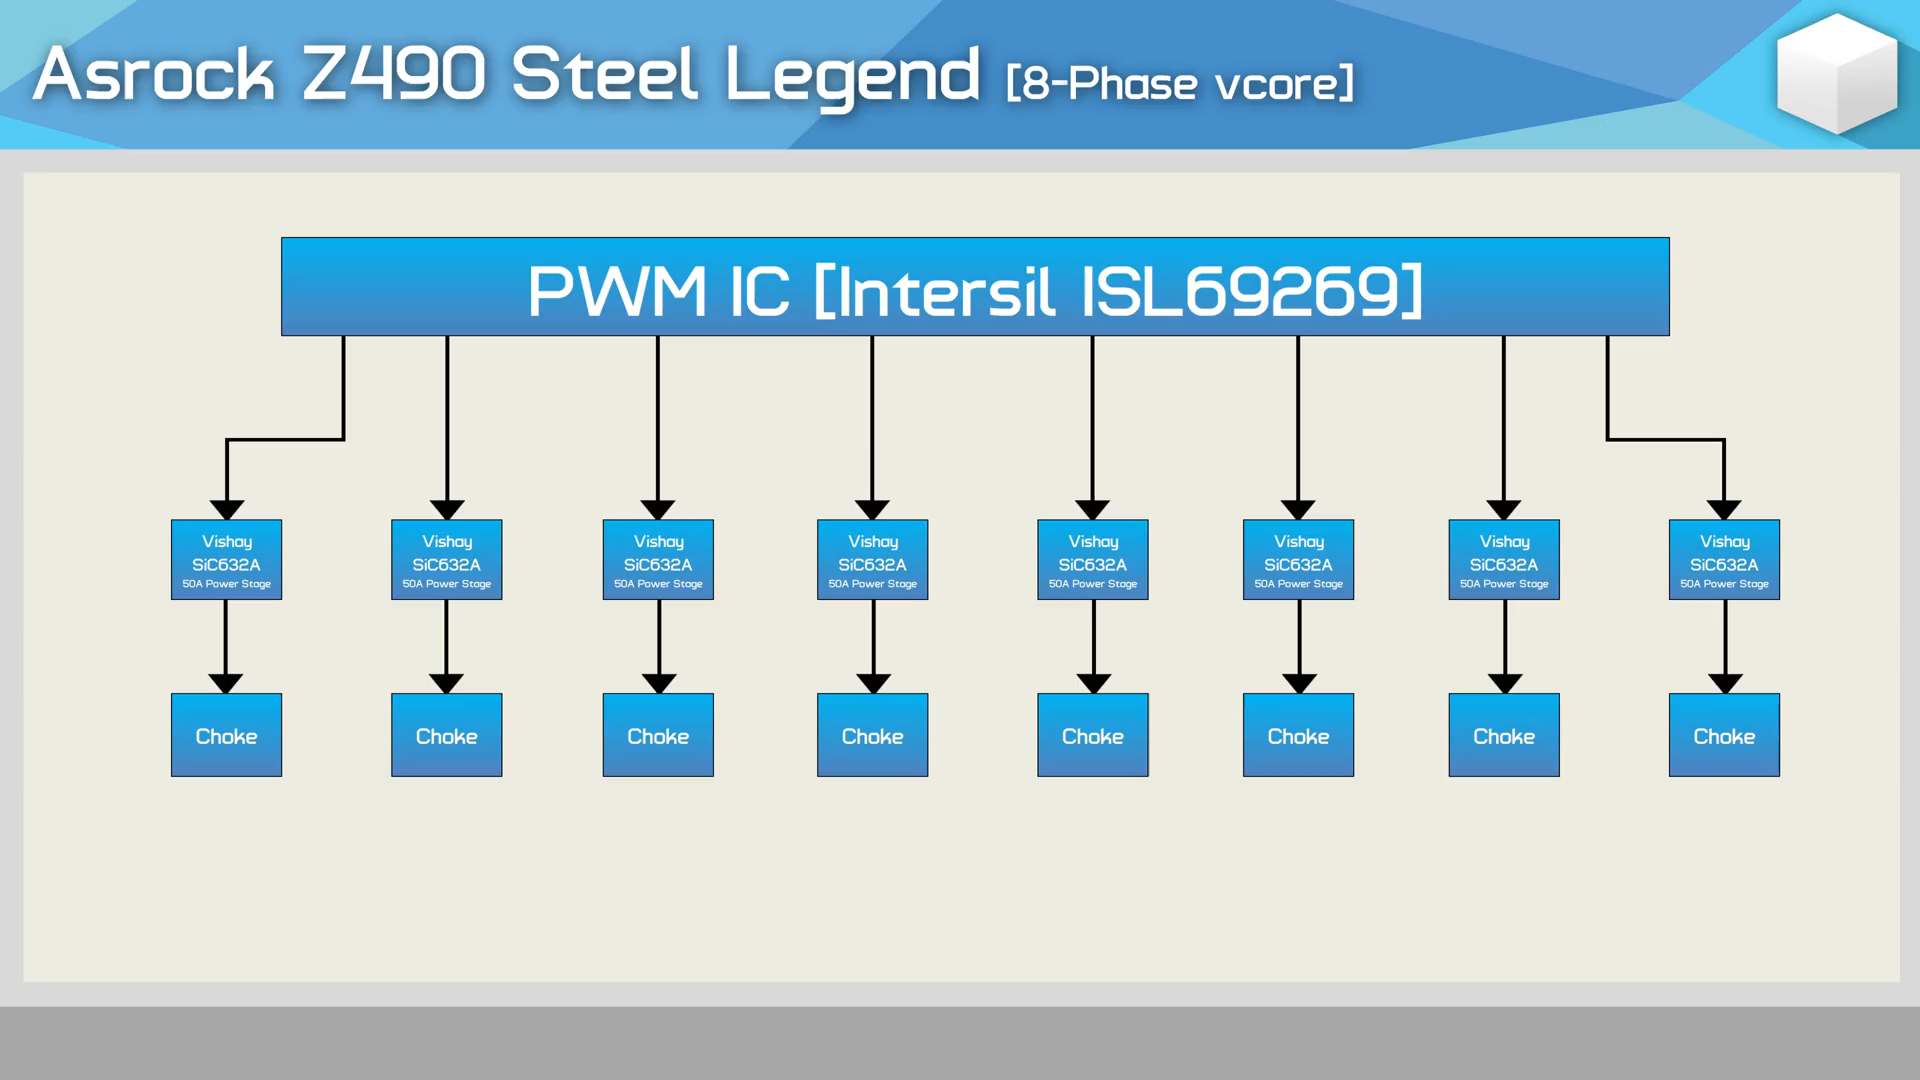 Asrock Z490 Steel Legend [8-Phase vcore]
PWM IC [Intersil ISL69269]
Vishay
SiC632A
50A Power Stage
Vishay
SiC632A
50A Power Stage
Vishay
SiC632A
50A Power Stage
Vishay
SiC632A
50A Power Stage
Vishay
SiC632A
50A Power Stage
Vishay
SiC632A
50A Power Stage
Vishay
SiC632A
50A Power Stage
Vishay
SiC632A
50A Power Stage
Choke
Choke
Choke
Choke
Choke
Choke
Choke
Choke